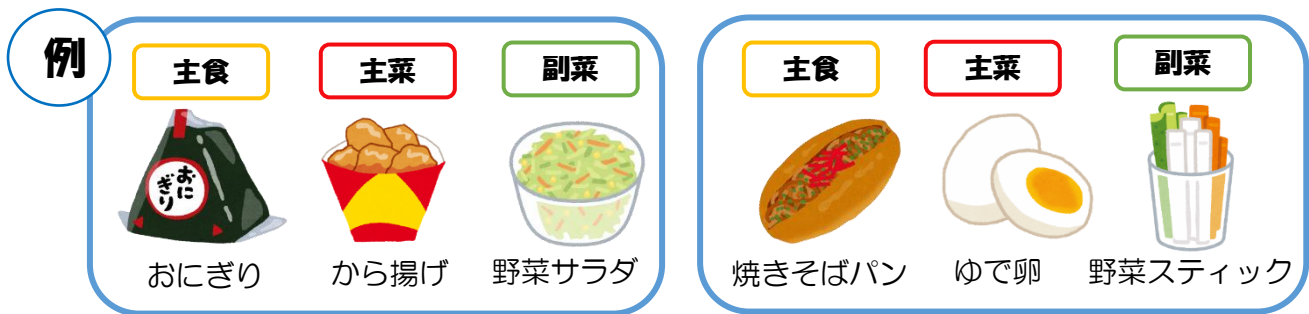 例
主食 主菜 副菜
おに
ぎり
おにぎり から揚げ 野菜サラダ
主食 主菜 副菜
焼きそばパン ゆで卵 野菜スティック